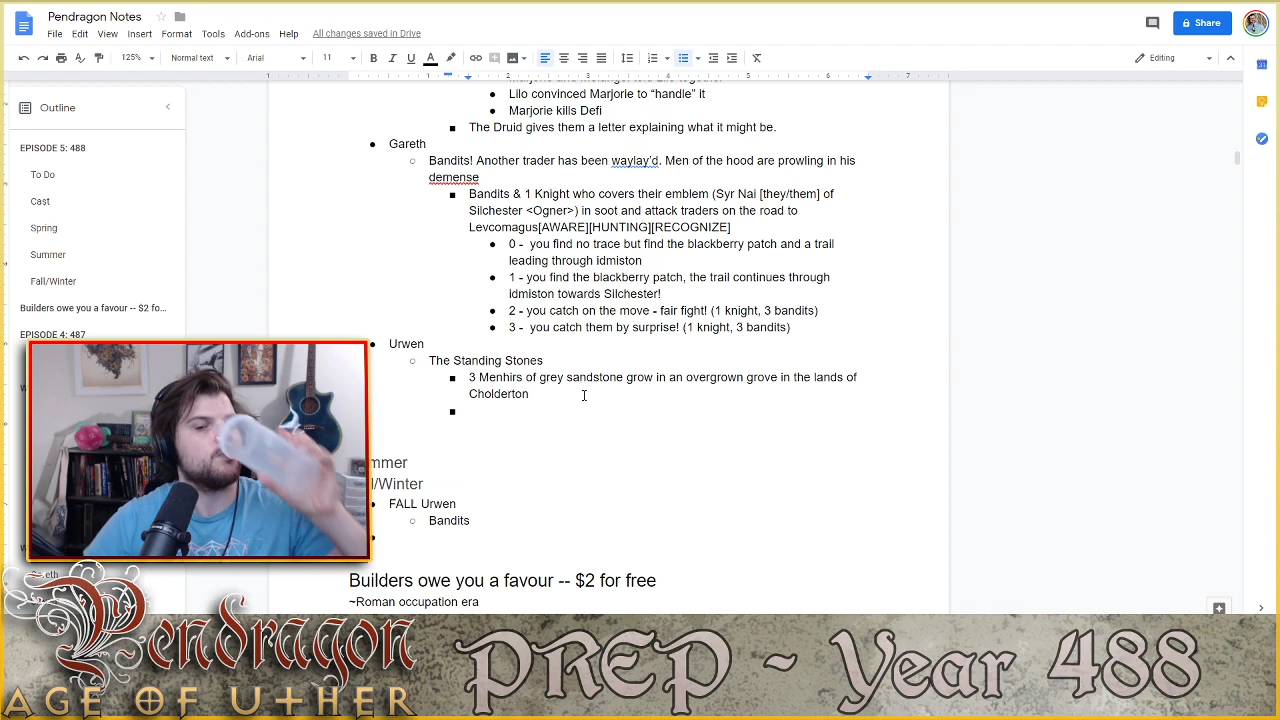 Pendragon Notes
Share
File Edit View Insert Format Tools Add-ons Help All changes saved in Drive
125% Normal text Arial 11 B I U A Editing
1 1 2 3 4 5 6 7
Outline
EPISODE 5: 488
To Do
Cast
Spring
Summer
Fall/Winter
Builders owe you a favour -- $2 fo...
EPISODE 4: 487
Lilo convinced Marjorie to “handle” it
Marjorie kills Defi
The Druid gives them a letter explaining what it might be.
Gareth
Bandits! Another trader has been waylay’d. Men of the hood are prowling in his
demense
Bandits & 1 Knight who covers their emblem (Syr Nai [they/them] of
Silchester <Ogner>) in soot and attack traders on the road to
Levcomagus[AWARE][HUNTING][RECOGNIZE]
0 - you find no trace but find the blackberry patch and a trail
leading through idmiston
1 - you find the blackberry patch, the trail continues through
idmiston towards Silchester!
2 - you catch on the move - fair fight! (1 knight, 3 bandits)
3 - you catch them by surprise! (1 knight, 3 bandits)
Urwen
The Standing Stones
3 Menhirs of grey sandstone grow in an overgrown grove in the lands of
Cholderton
mmer
l/Winter
FALL Urwen
Bandits
Builders owe you a favour -- $2 for free
~Roman occupation era
Pendragon
AGE OF UTHER
PREP ~ Year 488